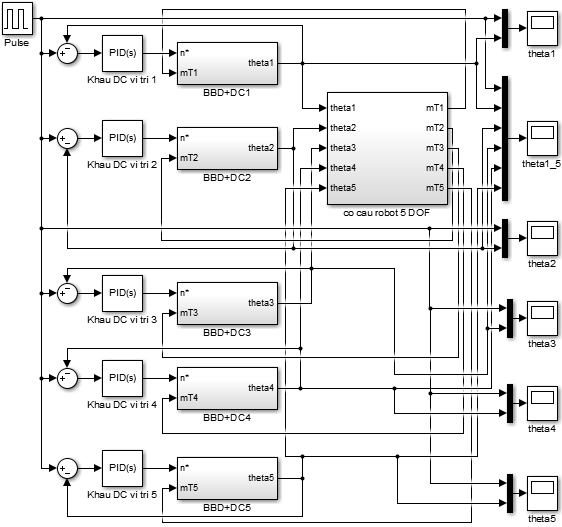 Pulse
PID(s)
Khau DC vi tri 1
n*
mT1
theta1
BBD+DC1
theta1
PID(s)
Khau DC vi tri 2
n*
mT2
theta2
BBD+DC2
theta1
theta2
theta3
theta4
theta5
mT1
mT2
mT3
mT4
mT5
co cau robot 5 DOF
theta1_5
theta2
PID(s)
Khau DC vi tri 3
n*
mT3
theta3
BBD+DC3
theta3
PID(s)
Khau DC vi tri 4
n*
mT4
theta4
BBD+DC4
theta4
PID(s)
Khau DC vi tri 5
n*
mT5
theta5
BBD+DC5
theta5